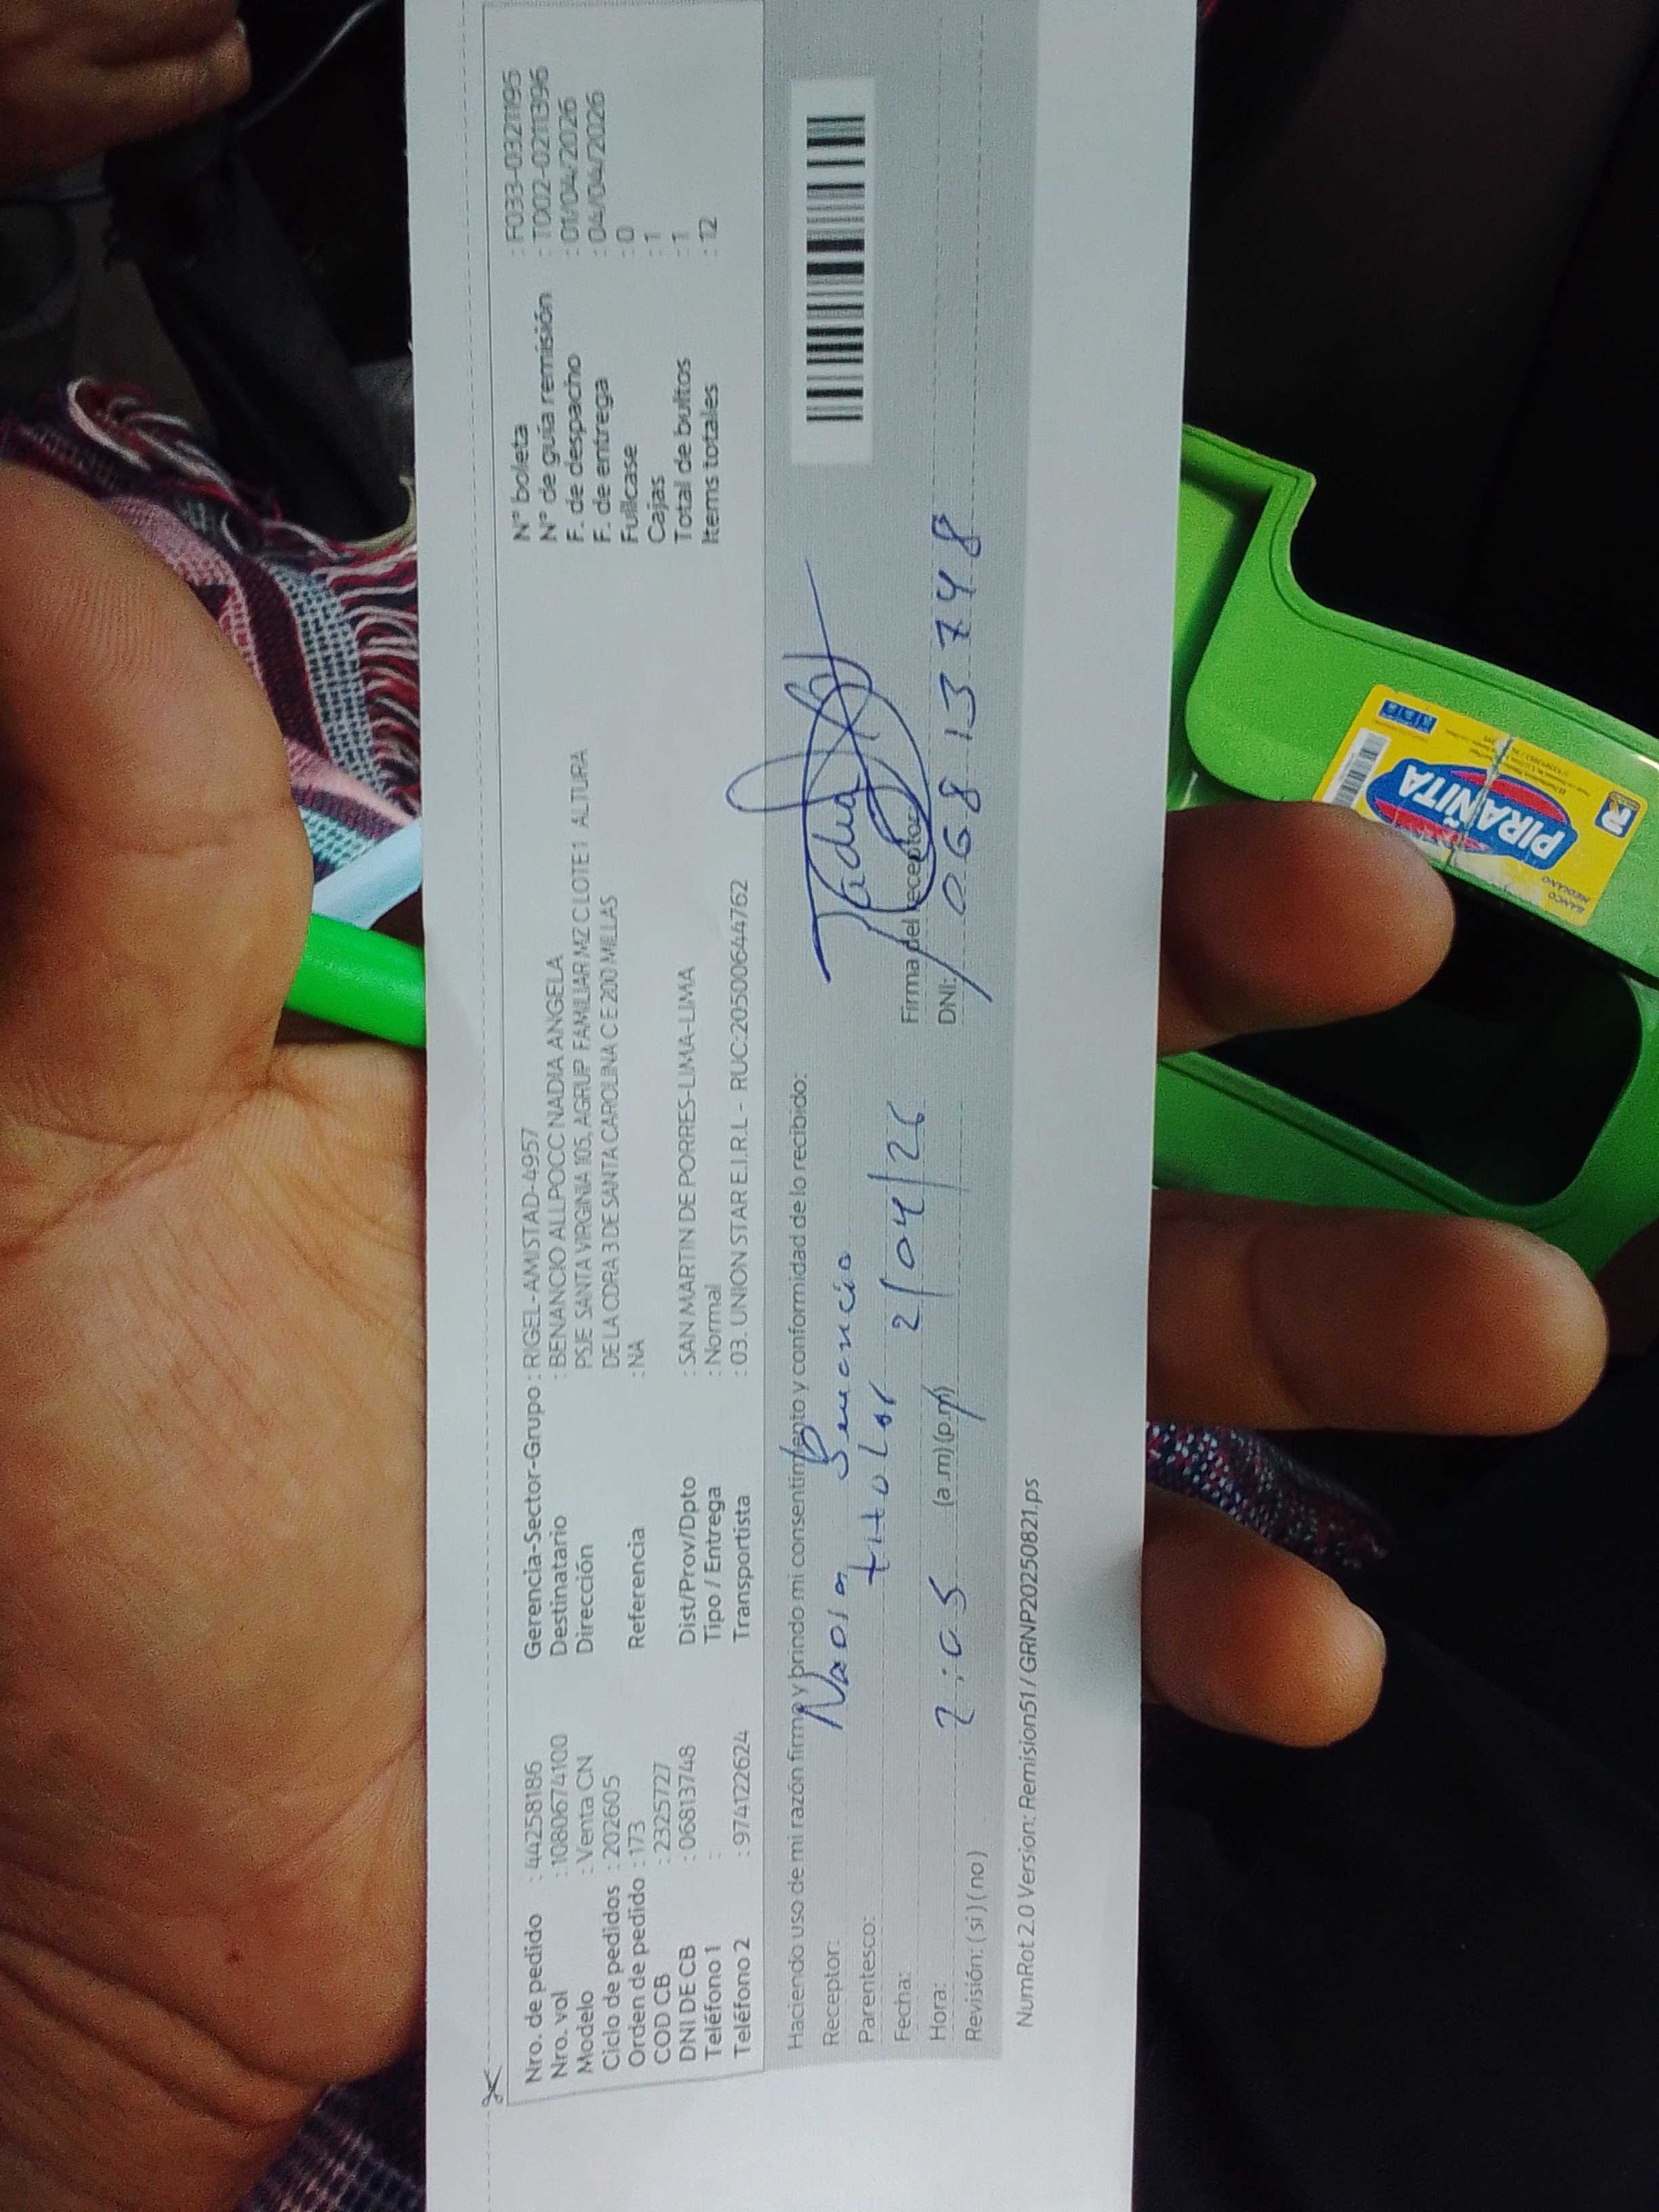 Nro. de pedido : 44258186
Nro. vol : 1080674100
Modelo : Venta CN
Ciclo de pedidos : 202605
Orden de pedido : 173
COD CB : 2325727
DNI DE CB : 06813748
Teléfono 1 :
Teléfono 2 : 974122624
Gerencia-Sector-Grupo : RIGEL-AMISTAD-4957
Destinatario : BENANCIO ALLPOCC NADIA ANGELA
Dirección PSJE SANTA VIRGINIA 105, AGRUP FAMILIAR MZ C LOTE 1 ALTURA
DE LA CDRA 3 DE SANTA CAROLINA C E 200 MILLAS
Referencia : NA
Dist/Prov/Dpto : SAN MARTIN DE PORRES-LIMA-LIMA
Tipo / Entrega : Normal
Transportista : 03. UNION STAR E.I.R.L - RUC:20500644762
N° boleta : F033-03211195
N° de guía remisión : T002-02111396
F. de despacho : 01/04/2026
F. de entrega : 04/04/2026
Fullcase : 0
Cajas : 1
Total de bultos : 1
Items totales : 12
Haciendo uso de mi razón firmo y brindo mi consentimiento y conformidad de lo recibido:
Receptor: Nadia Benancio
Parentesco: titular
Fecha: 2/04/26
Hora: 2:05 (a.m) (p.m)
Revisión: ( si ) ( no )
Firma del receptor
DNI: 06813748
NumRot 2.0 Version: Remision51 / GRNP20250821.ps
BANCO
MEDIANO
PIRAÑITA
R